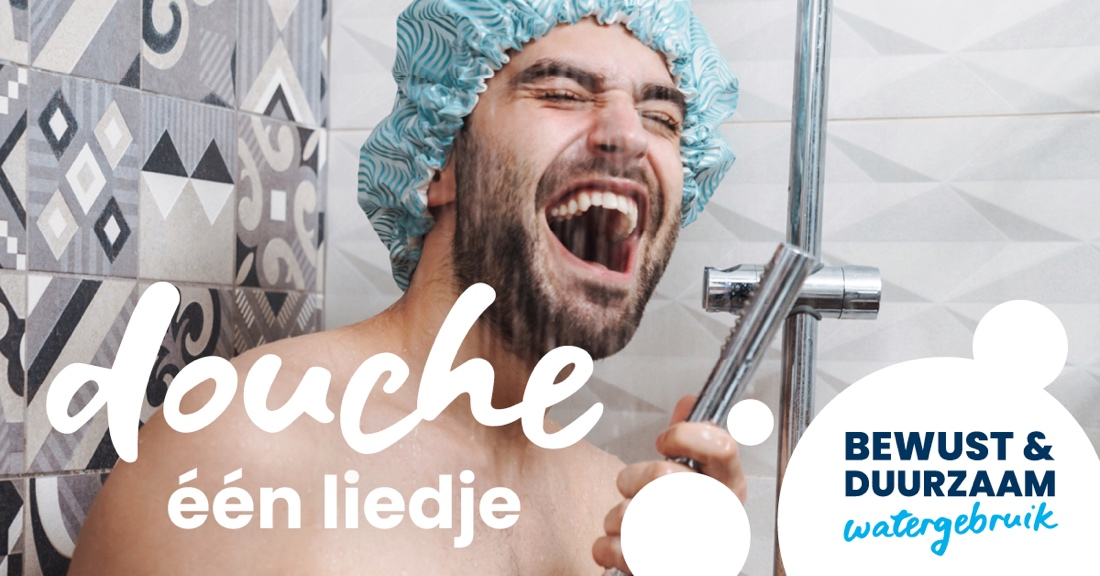 douche
één liedje
BEWUST &
DUURZAAM
watergebruik